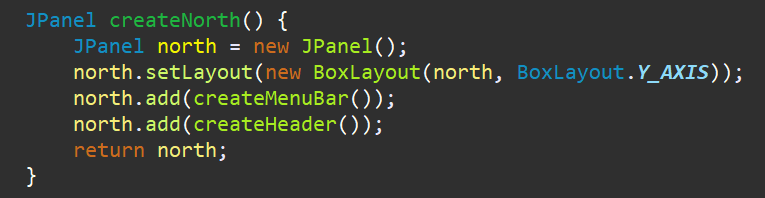 JPanel createNorth() {
    JPanel north = new JPanel();
    north.setLayout(new BoxLayout(north, BoxLayout.Y_AXIS));
    north.add(createMenuBar());
    north.add(createHeader());
    return north;
}